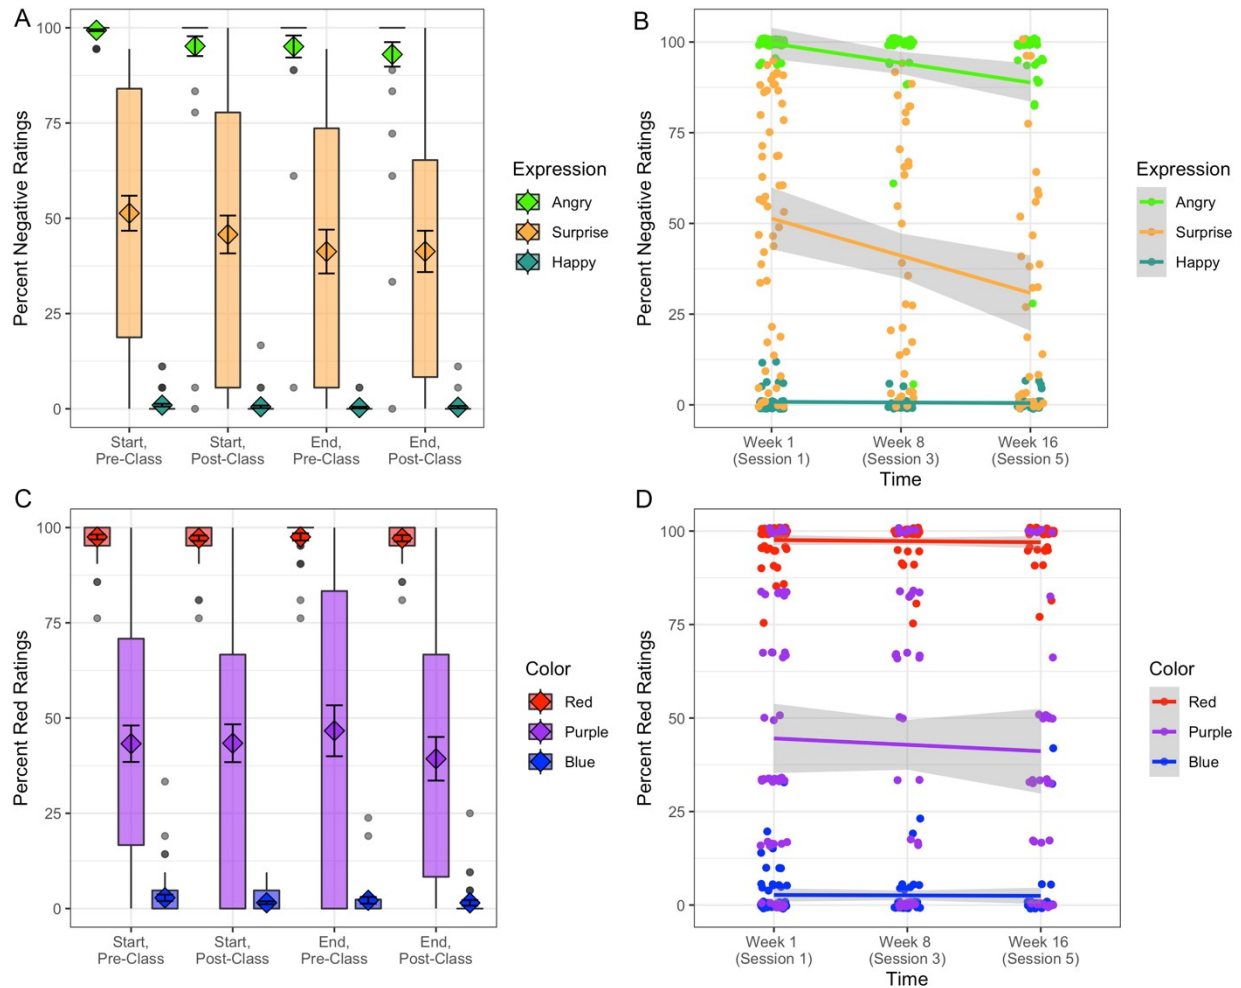 A
Percent Negative Ratings
100
75
50
25
0
Start,
Pre-Class
Start,
Post-Class
End,
Pre-Class
End,
Post-Class
Expression
Angry
Surprise
Happy
B
Percent Negative Ratings
100
75
50
25
0
Week 1
(Session 1)
Week 8
(Session 3)
Week 16
(Session 5)
Time
Expression
Angry
Surprise
Happy
C
Percent Red Ratings
100
75
50
25
0
Start,
Pre-Class
Start,
Post-Class
End,
Pre-Class
End,
Post-Class
Color
Red
Purple
Blue
D
Percent Red Ratings
100
75
50
25
0
Week 1
(Session 1)
Week 8
(Session 3)
Week 16
(Session 5)
Time
Color
Red
Purple
Blue